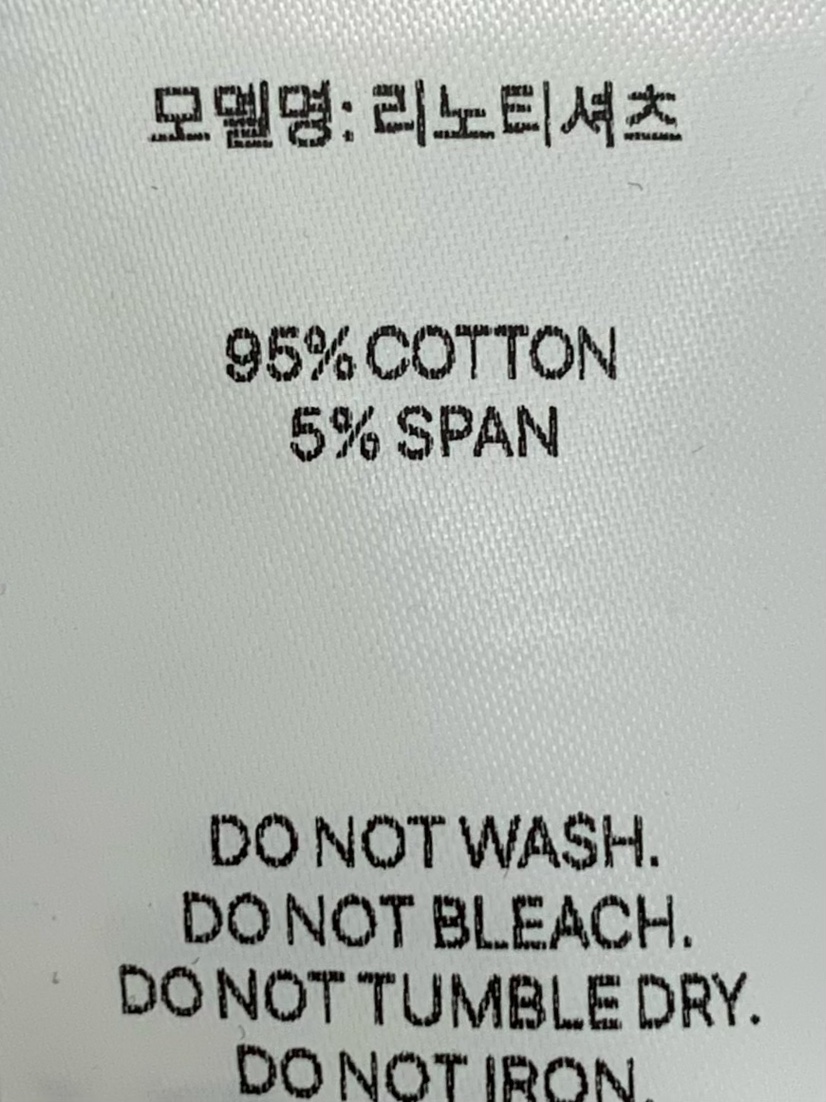 모델명: 리노티셔츠
95% COTTON
5% SPAN
DO NOT WASH.
DO NOT BLEACH.
DO NOT TUMBLE DRY.
DO NOT IRON.